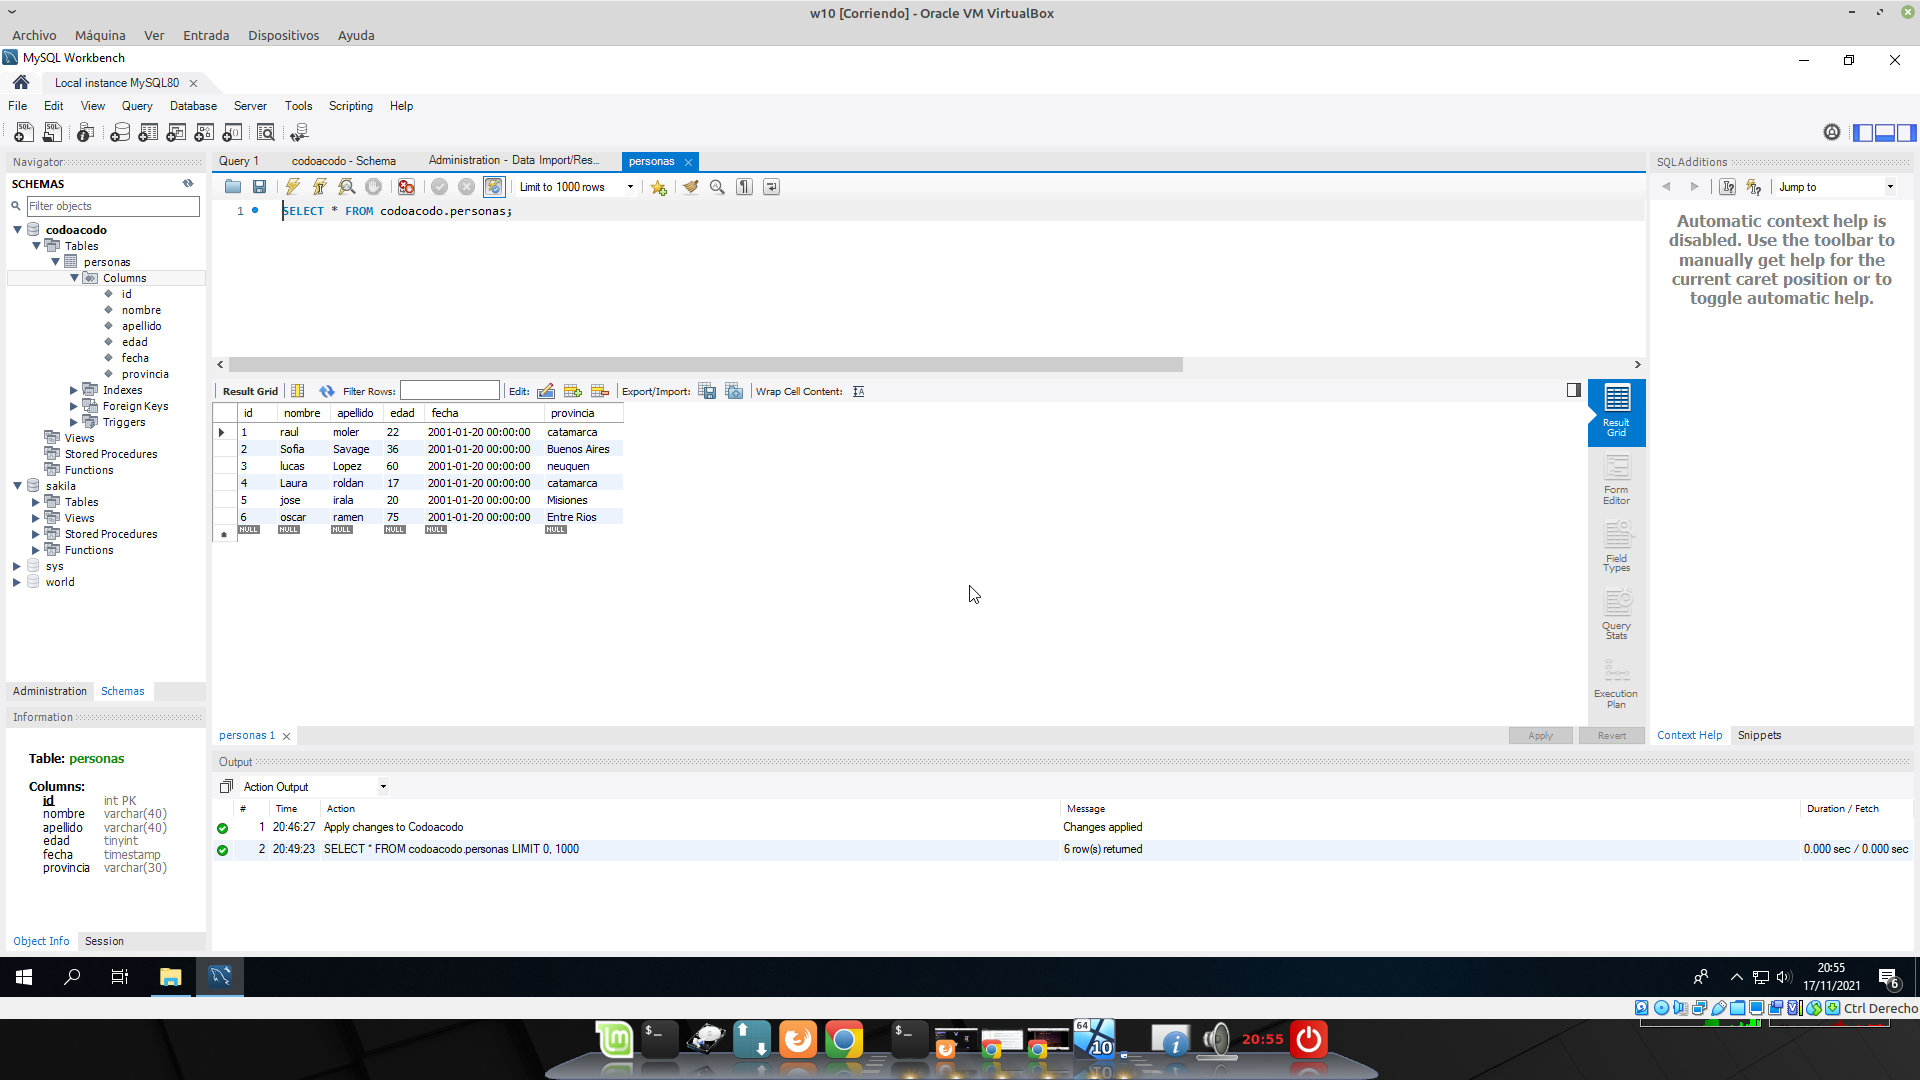 w10 [Corriendo] - Oracle VM VirtualBox
Archivo Máquina Ver Entrada Dispositivos Ayuda
MySQL Workbench
Local instance MySQL80
File Edit View Query Database Server Tools Scripting Help
Navigator
SCHEMAS
Filter objects
codoacodo
Tables
personas
Columns
id
nombre
apellido
edad
fecha
provincia
Indexes
Foreign Keys
Triggers
Views
Stored Procedures
Functions
sakila
Tables
Views
Stored Procedures
Functions
sys
world
Administration Schemas
Information
Table: personas
Columns:
id int PK
nombre varchar(40)
apellido varchar(40)
edad tinyint
fecha timestamp
provincia varchar(30)
Object Info Session
Query 1 codoacodo - Schema Administration - Data Import/Res... personas
Limit to 1000 rows
1 SELECT * FROM codoacodo.personas;
Result Grid Filter Rows: Edit: Export/Import: Wrap Cell Content:
id nombre apellido edad fecha provincia
1 raul moler 22 2001-01-20 00:00:00 catamarca
2 Sofia Savage 36 2001-01-20 00:00:00 Buenos Aires
3 lucas Lopez 60 2001-01-20 00:00:00 neuquen
4 Laura roldan 17 2001-01-20 00:00:00 catamarca
5 jose irala 20 2001-01-20 00:00:00 Misiones
6 oscar ramen 75 2001-01-20 00:00:00 Entre Rios
NULL NULL NULL NULL NULL NULL
Result
Grid
Form
Editor
Field
Types
Query
Stats
Execution
Plan
personas 1
Apply Revert
SQLAdditions
Jump to
Automatic context help is
disabled. Use the toolbar to
manually get help for the
current caret position or to
toggle automatic help.
Context Help Snippets
Output
Action Output
# Time Action Message Duration / Fetch
1 20:46:27 Apply changes to Codoacodo Changes applied
2 20:49:23 SELECT * FROM codoacodo.personas LIMIT 0, 1000 6 row(s) returned 0.000 sec / 0.000 sec
20:55
17/11/2021
6
Ctrl Derecho
64
10
20:55